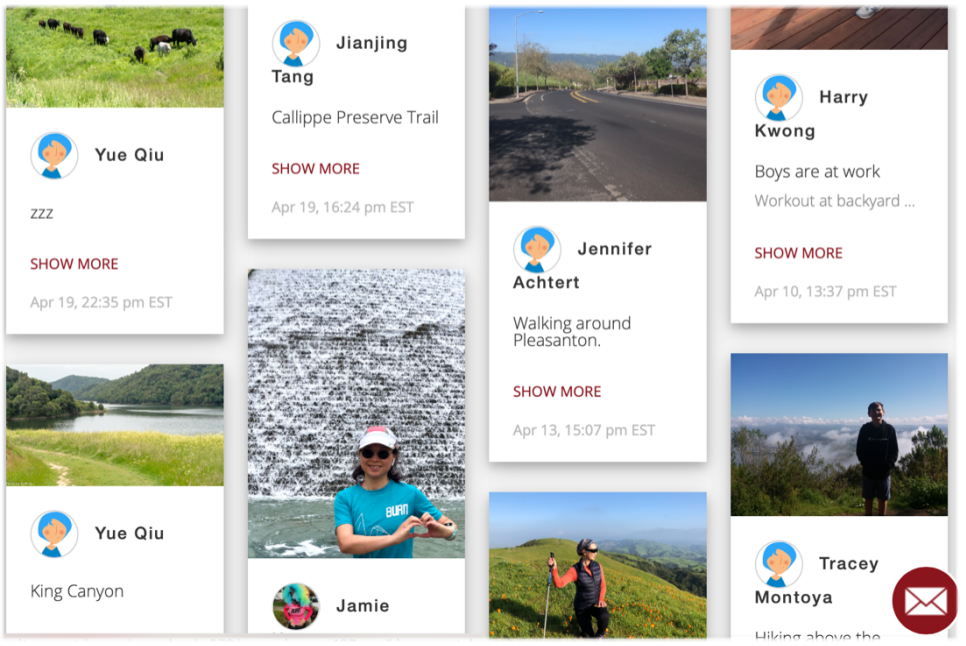 Yue Qiu
zzz
SHOW MORE
Apr 19, 22:35 pm EST
Yue Qiu
King Canyon
Jianjing
Tang
Callippe Preserve Trail
SHOW MORE
Apr 19, 16:24 pm EST
BURN
Jamie
Jennifer
Achtert
Walking around
Pleasanton.
SHOW MORE
Apr 13, 15:07 pm EST
Harry
Kwong
Boys are at work
Workout at backyard ...
SHOW MORE
Apr 10, 13:37 pm EST
Tracey
Montoya
Hiking above the